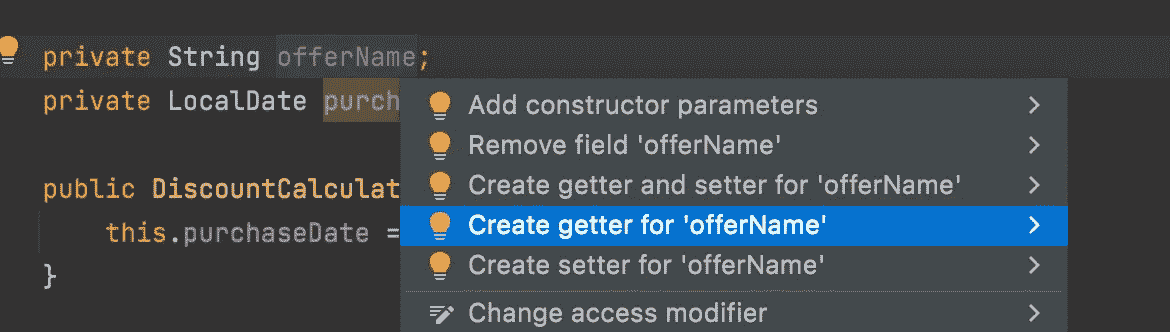 private String offerName;
private LocalDate purch
Add constructor parameters
Remove field 'offerName'
public DiscountCalculat
Create getter and setter for 'offerName'
this.purchaseDate =
Create getter for 'offerName'
}
Create setter for 'offerName'
Change access modifier